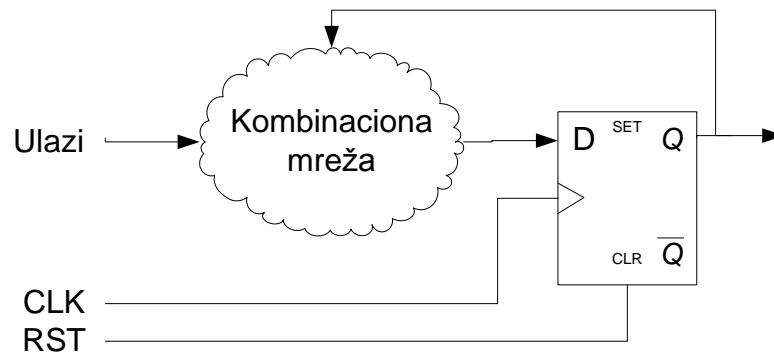 Ulazi
Kombinaciona
mreža
D
SET
Q
CLR
Q
CLK
RST